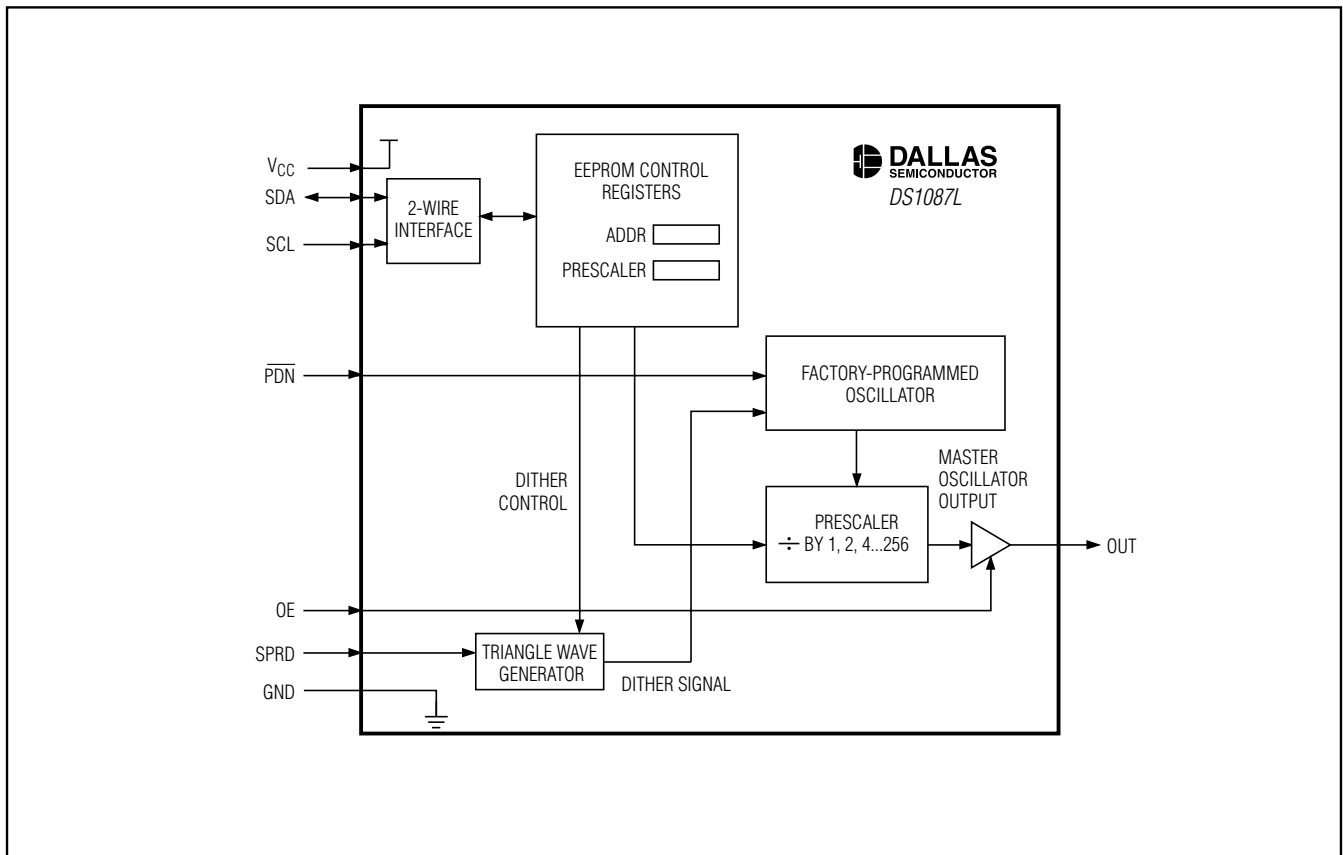 DALLAS
SEMICONDUCTOR
DS1087L
VCC
SDA
SCL
2-WIRE
INTERFACE
EEPROM CONTROL
REGISTERS
ADDR
PRESCALER
PDN
FACTORY-PROGRAMMED
OSCILLATOR
DITHER
CONTROL
MASTER
OSCILLATOR
OUTPUT
PRESCALER
÷ BY 1, 2, 4...256
OUT
OE
SPRD
GND
TRIANGLE WAVE
GENERATOR
DITHER SIGNAL